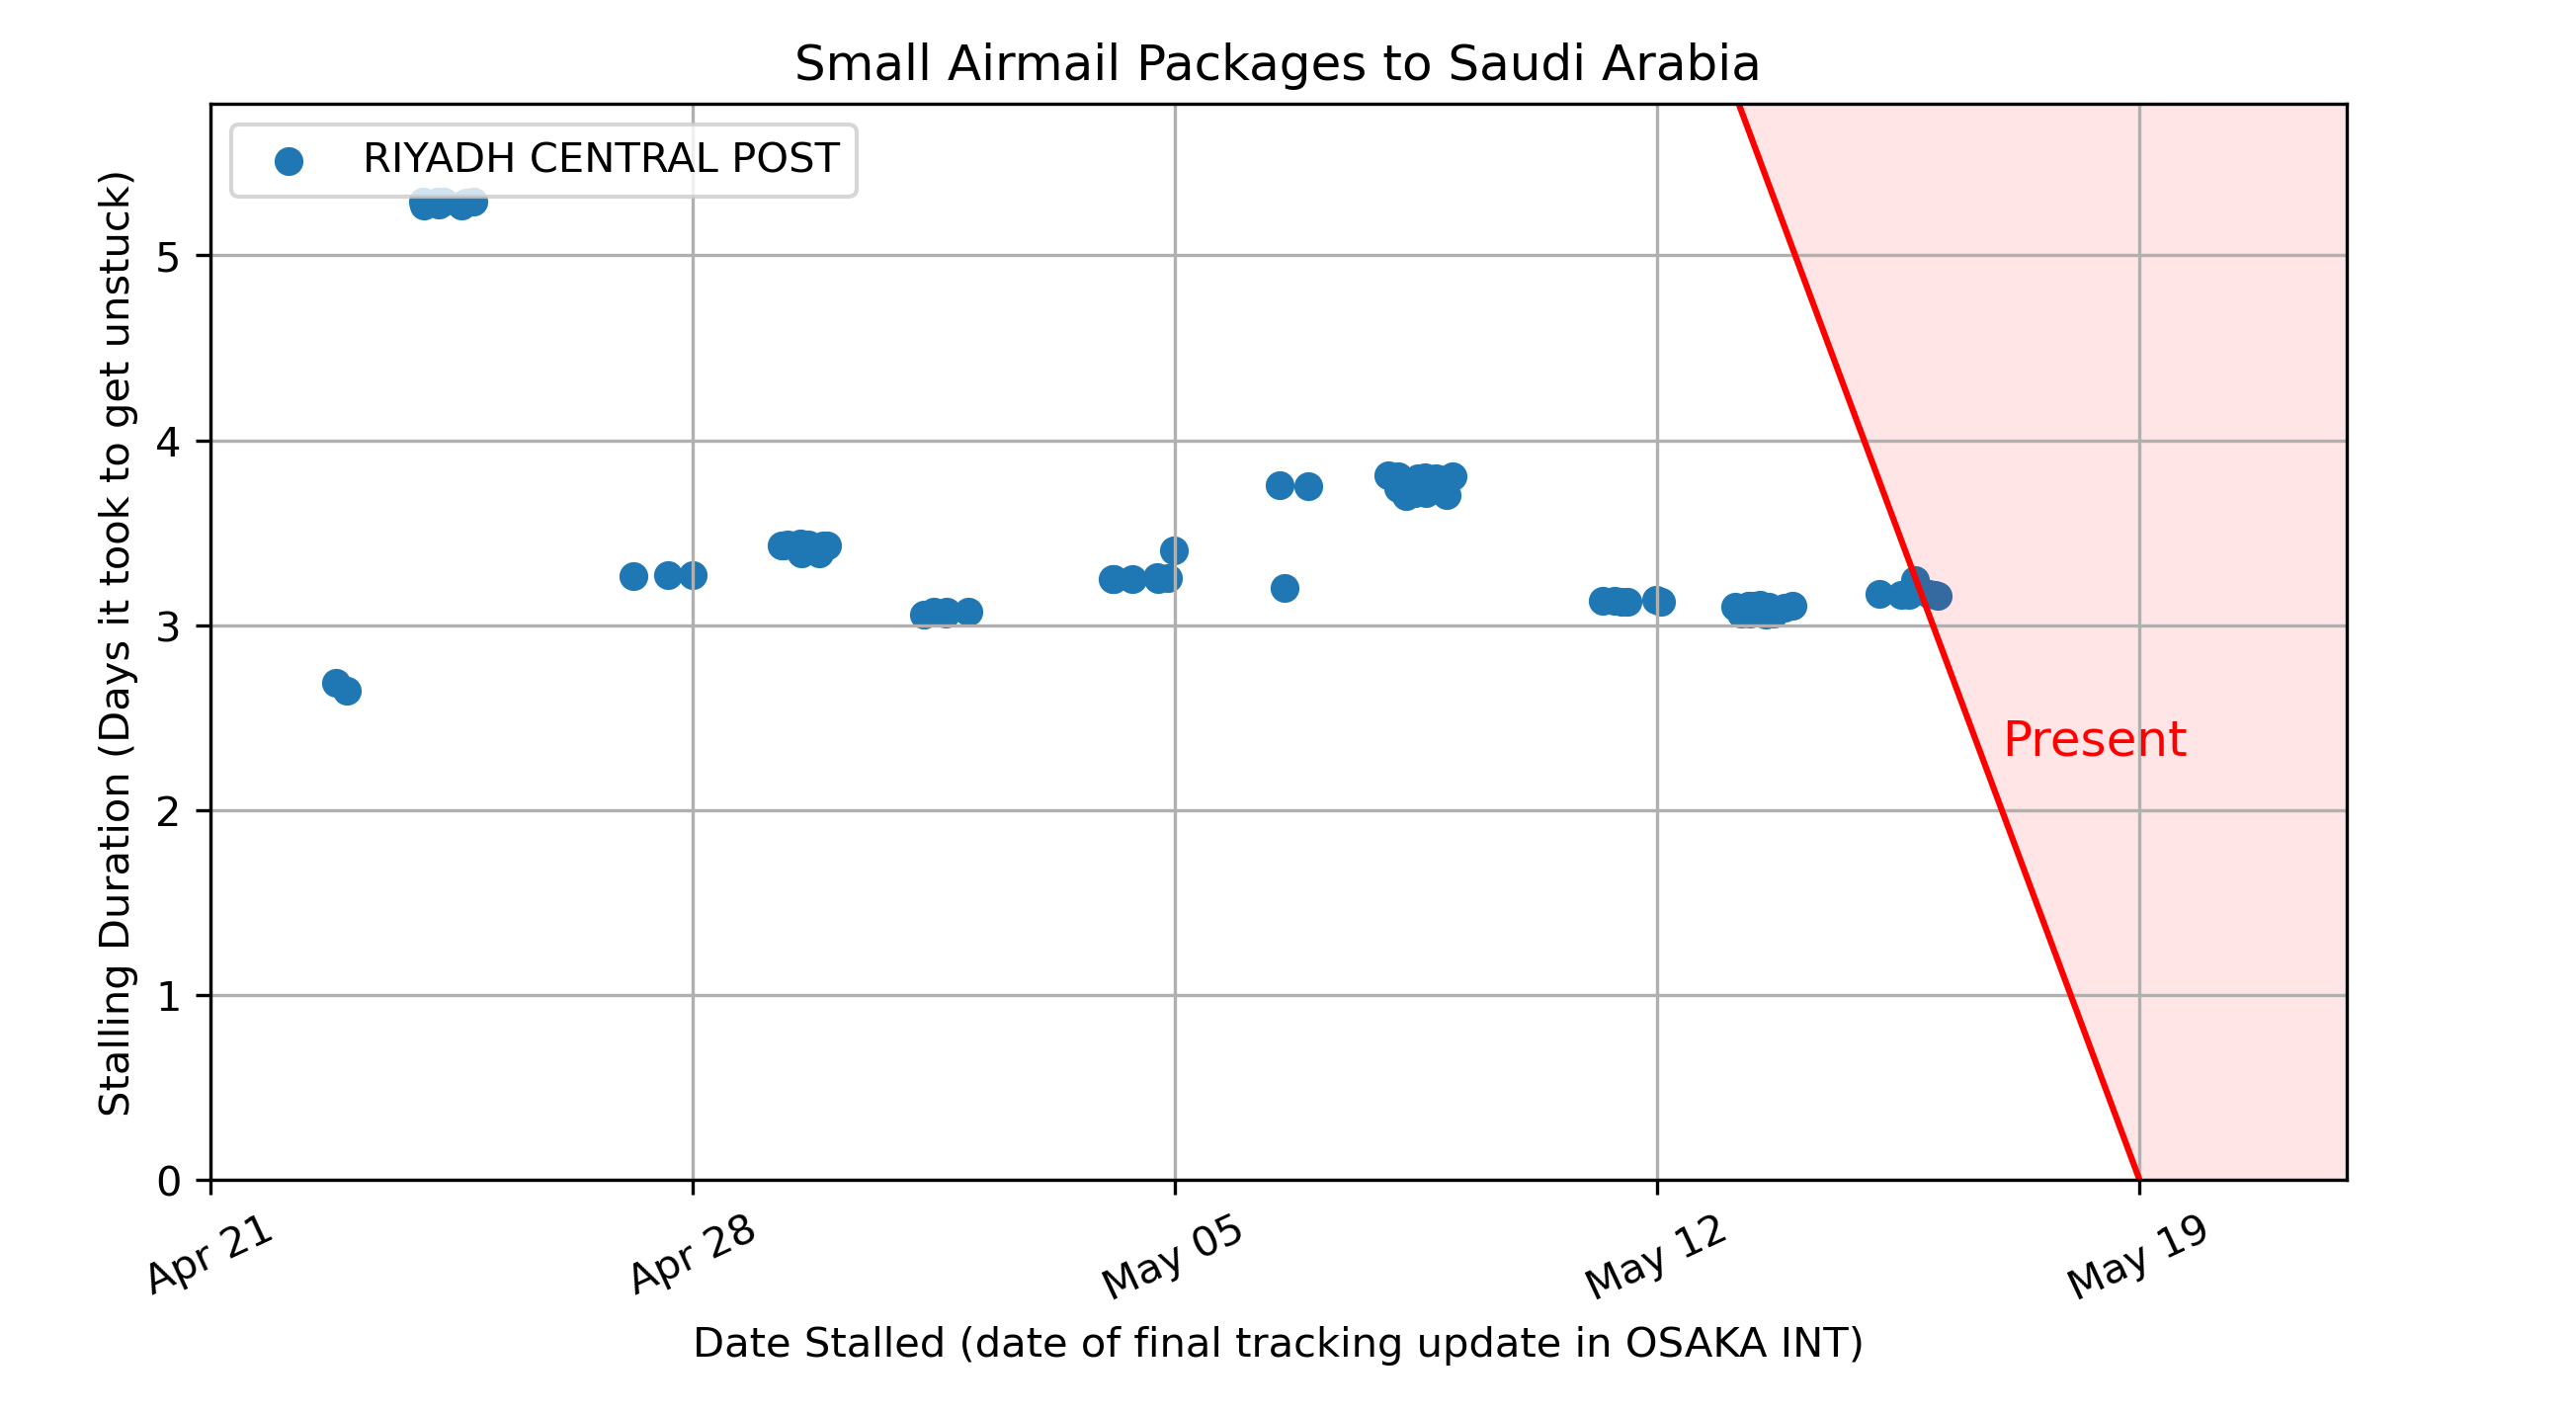 Small Airmail Packages to Saudi Arabia
RIYADH CENTRAL POST
Stalling Duration (Days it took to get unstuck)
5
4
3
2
1
0
Present
Apr 21
Apr 28
May 05
May 12
May 19
Date Stalled (date of final tracking update in OSAKA INT)